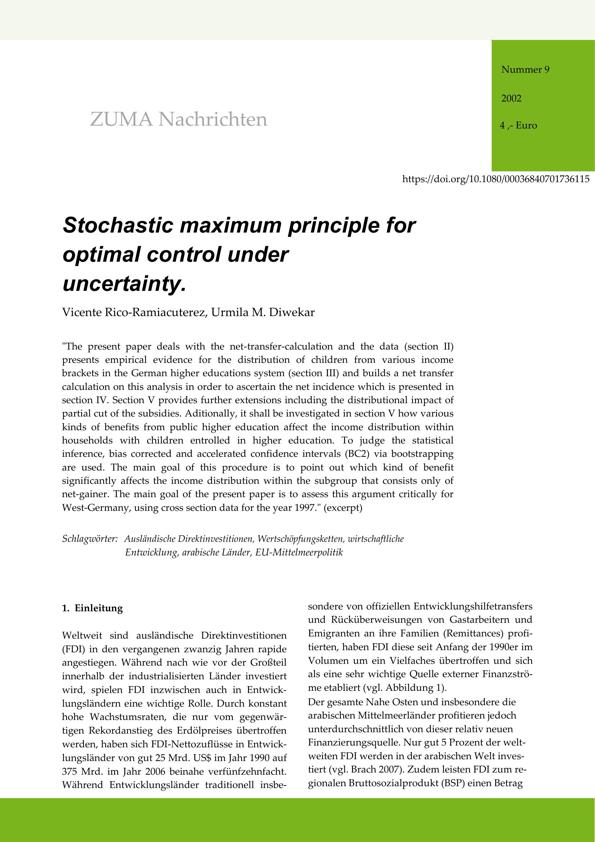 Nummer 9
2002
4 ,- Euro
ZUMA Nachrichten
https://doi.org/10.1080/00036840701736115
Stochastic maximum principle for
optimal control under
uncertainty.
Vicente Rico-Ramiacuterez, Urmila M. Diwekar
"The present paper deals with the net-transfer-calculation and the data (section II)
presents empirical evidence for the distribution of children from various income
brackets in the German higher educations system (section III) and builds a net transfer
calculation on this analysis in order to ascertain the net incidence which is presented in
section IV. Section V provides further extensions including the distributional impact of
partial cut of the subsidies. Aditionally, it shall be investigated in section V how various
kinds of benefits from public higher education affect the income distribution within
households with children entrolled in higher education. To judge the statistical
inference, bias corrected and accelerated confidence intervals (BC2) via bootstrapping
are used. The main goal of this procedure is to point out which kind of benefit
significantly affects the income distribution within the subgroup that consists only of
net-gainer. The main goal of the present paper is to assess this argument critically for
West-Germany, using cross section data for the year 1997." (excerpt)
Schlagwörter: Ausländische Direktinvestitionen, Wertschöpfungsketten, wirtschaftliche
Entwicklung, arabische Länder, EU-Mittelmeerpolitik
1. Einleitung
Weltweit sind ausländische Direktinvestitionen
(FDI) in den vergangenen zwanzig Jahren rapide
angestiegen. Während nach wie vor der Großteil
innerhalb der industrialisierten Länder investiert
wird, spielen FDI inzwischen auch in Entwick-
lungsländern eine wichtige Rolle. Durch konstant
hohe Wachstumsraten, die nur vom gegenwär-
tigen Rekordanstieg des Erdölpreises übertroffen
werden, haben sich FDI-Nettozuflüsse in Entwick-
lungsländer von gut 25 Mrd. US$ im Jahr 1990 auf
375 Mrd. im Jahr 2006 beinahe verfünfzehnfacht.
Während Entwicklungsländer traditionell insbe-
sondere von offiziellen Entwicklungshilfetransfers
und Rücküberweisungen von Gastarbeitern und
Emigranten an ihre Familien (Remittances) profi-
tierten, haben FDI diese seit Anfang der 1990er im
Volumen um ein Vielfaches übertroffen und sich
als eine sehr wichtige Quelle externer Finanzströ-
me etabliert (vgl. Abbildung 1).
Der gesamte Nahe Osten und insbesondere die
arabischen Mittelmeerländer profitieren jedoch
unterdurchschnittlich von dieser relativ neuen
Finanzierungsquelle. Nur gut 5 Prozent der welt-
weiten FDI werden in der arabischen Welt inves-
tiert (vgl. Brach 2007). Zudem leisten FDI zum re-
gionalen Bruttosozialprodukt (BSP) einen Betrag